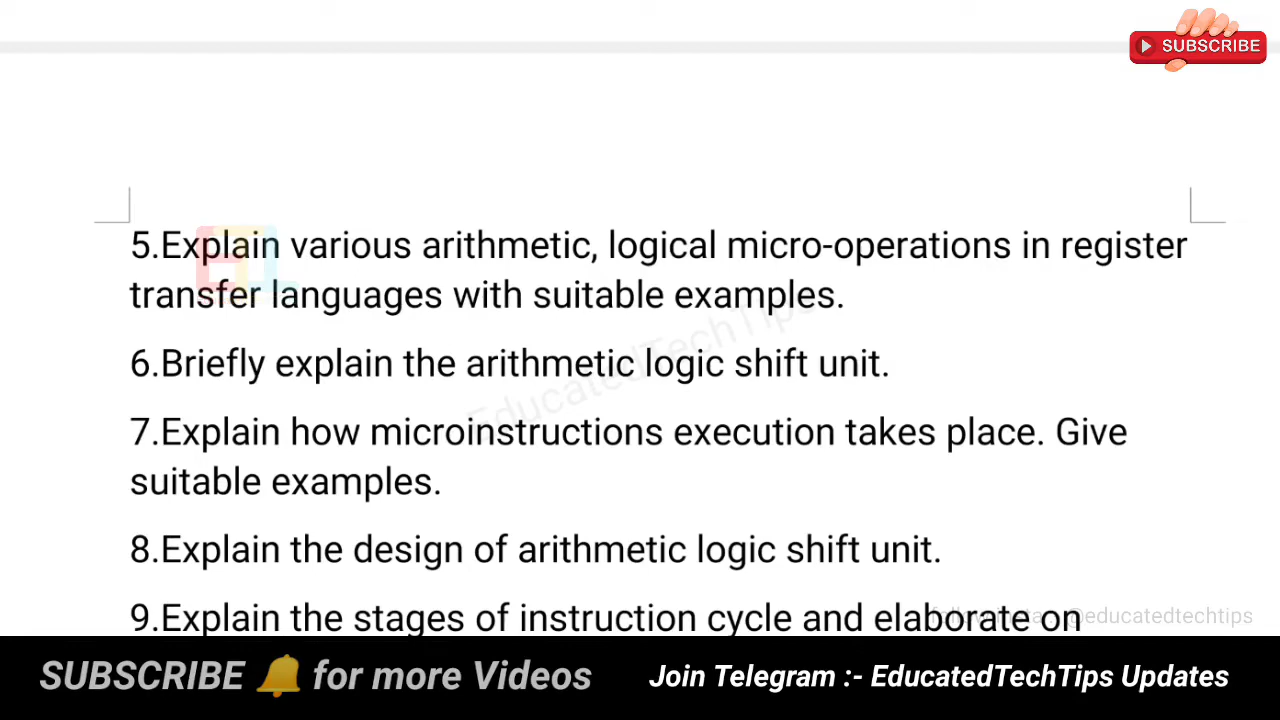 SUBSCRIBE
5.Explain various arithmetic, logical micro-operations in register
transfer languages with suitable examples.
EducatedTechTips
6.Briefly explain the arithmetic logic shift unit.
7.Explain how microinstructions execution takes place. Give
suitable examples.
8.Explain the design of arithmetic logic shift unit.
9.Explain the stages of instruction cycle and elaborate on
@educatedtechtips
SUBSCRIBE for more Videos
Join Telegram :- EducatedTechTips Updates